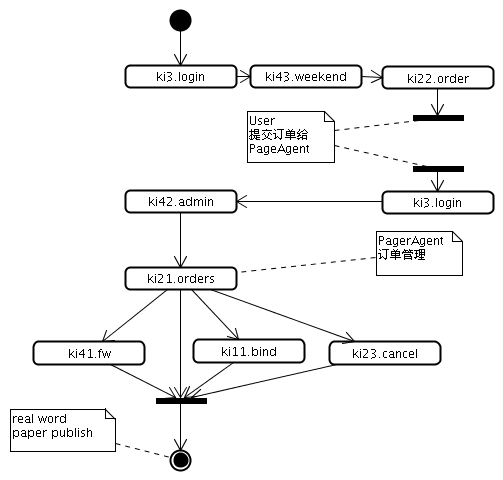 ki3.login
ki43.weekend
ki22.order
User
提交订单给
PageAgent
ki42.admin
ki3.login
PagerAgent
订单管理
ki21.orders
ki41.fw
ki11.bind
ki23.cancel
real word
paper publish